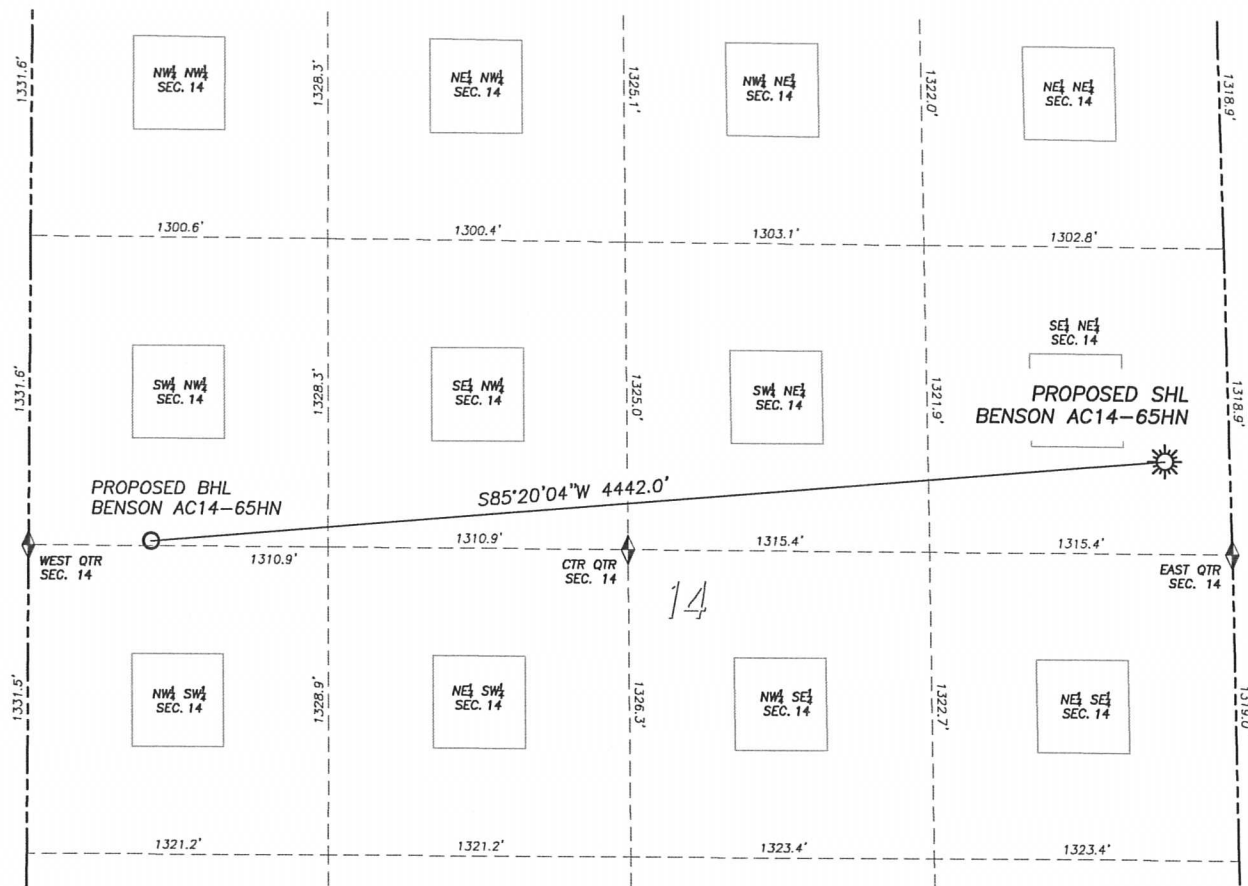 1331.6'
NW¼ NW¼
SEC. 14
1328.3'
NE¼ NW¼
SEC. 14
1325.1'
NW¼ NE¼
SEC. 14
1322.0'
NE¼ NE¼
SEC. 14
1318.9'
1300.6'
1300.4'
1303.1'
1302.8'
1331.6'
SW¼ NW¼
SEC. 14
1328.3'
SE¼ NW¼
SEC. 14
1325.0'
SW¼ NE¼
SEC. 14
1321.9'
SE¼ NE¼
SEC. 14
PROPOSED SHL
BENSON AC14-65HN
1318.9'
PROPOSED BHL
BENSON AC14-65HN
S85°20'04"W 4442.0'
WEST QTR
SEC. 14
1310.9'
1310.9'
CTR QTR
SEC. 14
1315.4'
1315.4'
EAST QTR
SEC. 14
14
1331.5'
NW¼ SW¼
SEC. 14
1328.9'
NE¼ SW¼
SEC. 14
1326.3'
NW¼ SE¼
SEC. 14
1322.7'
NE¼ SE¼
SEC. 14
1319.0'
1321.2'
1321.2'
1323.4'
1323.4'